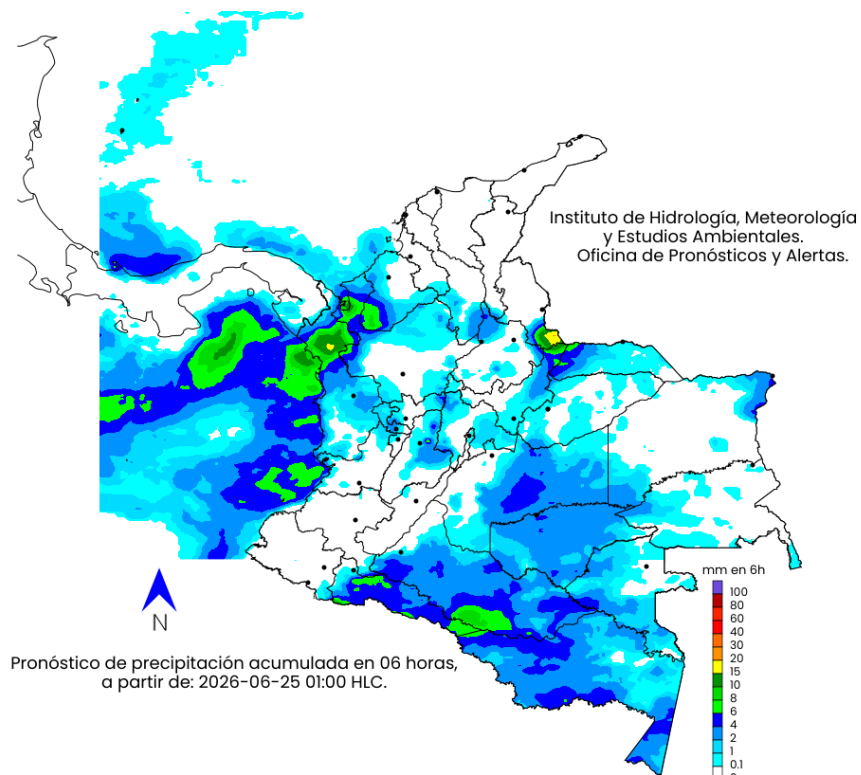 Instituto de Hidrología, Meteorología
y Estudios Ambientales.
Oficina de Pronósticos y Alertas.
mm en 6h
100
80
60
40
30
20
15
10
8
6
4
2
1
0.1
N
Pronóstico de precipitación acumulada en 06 horas,
a partir de: 2026-06-25 01:00 HLC.